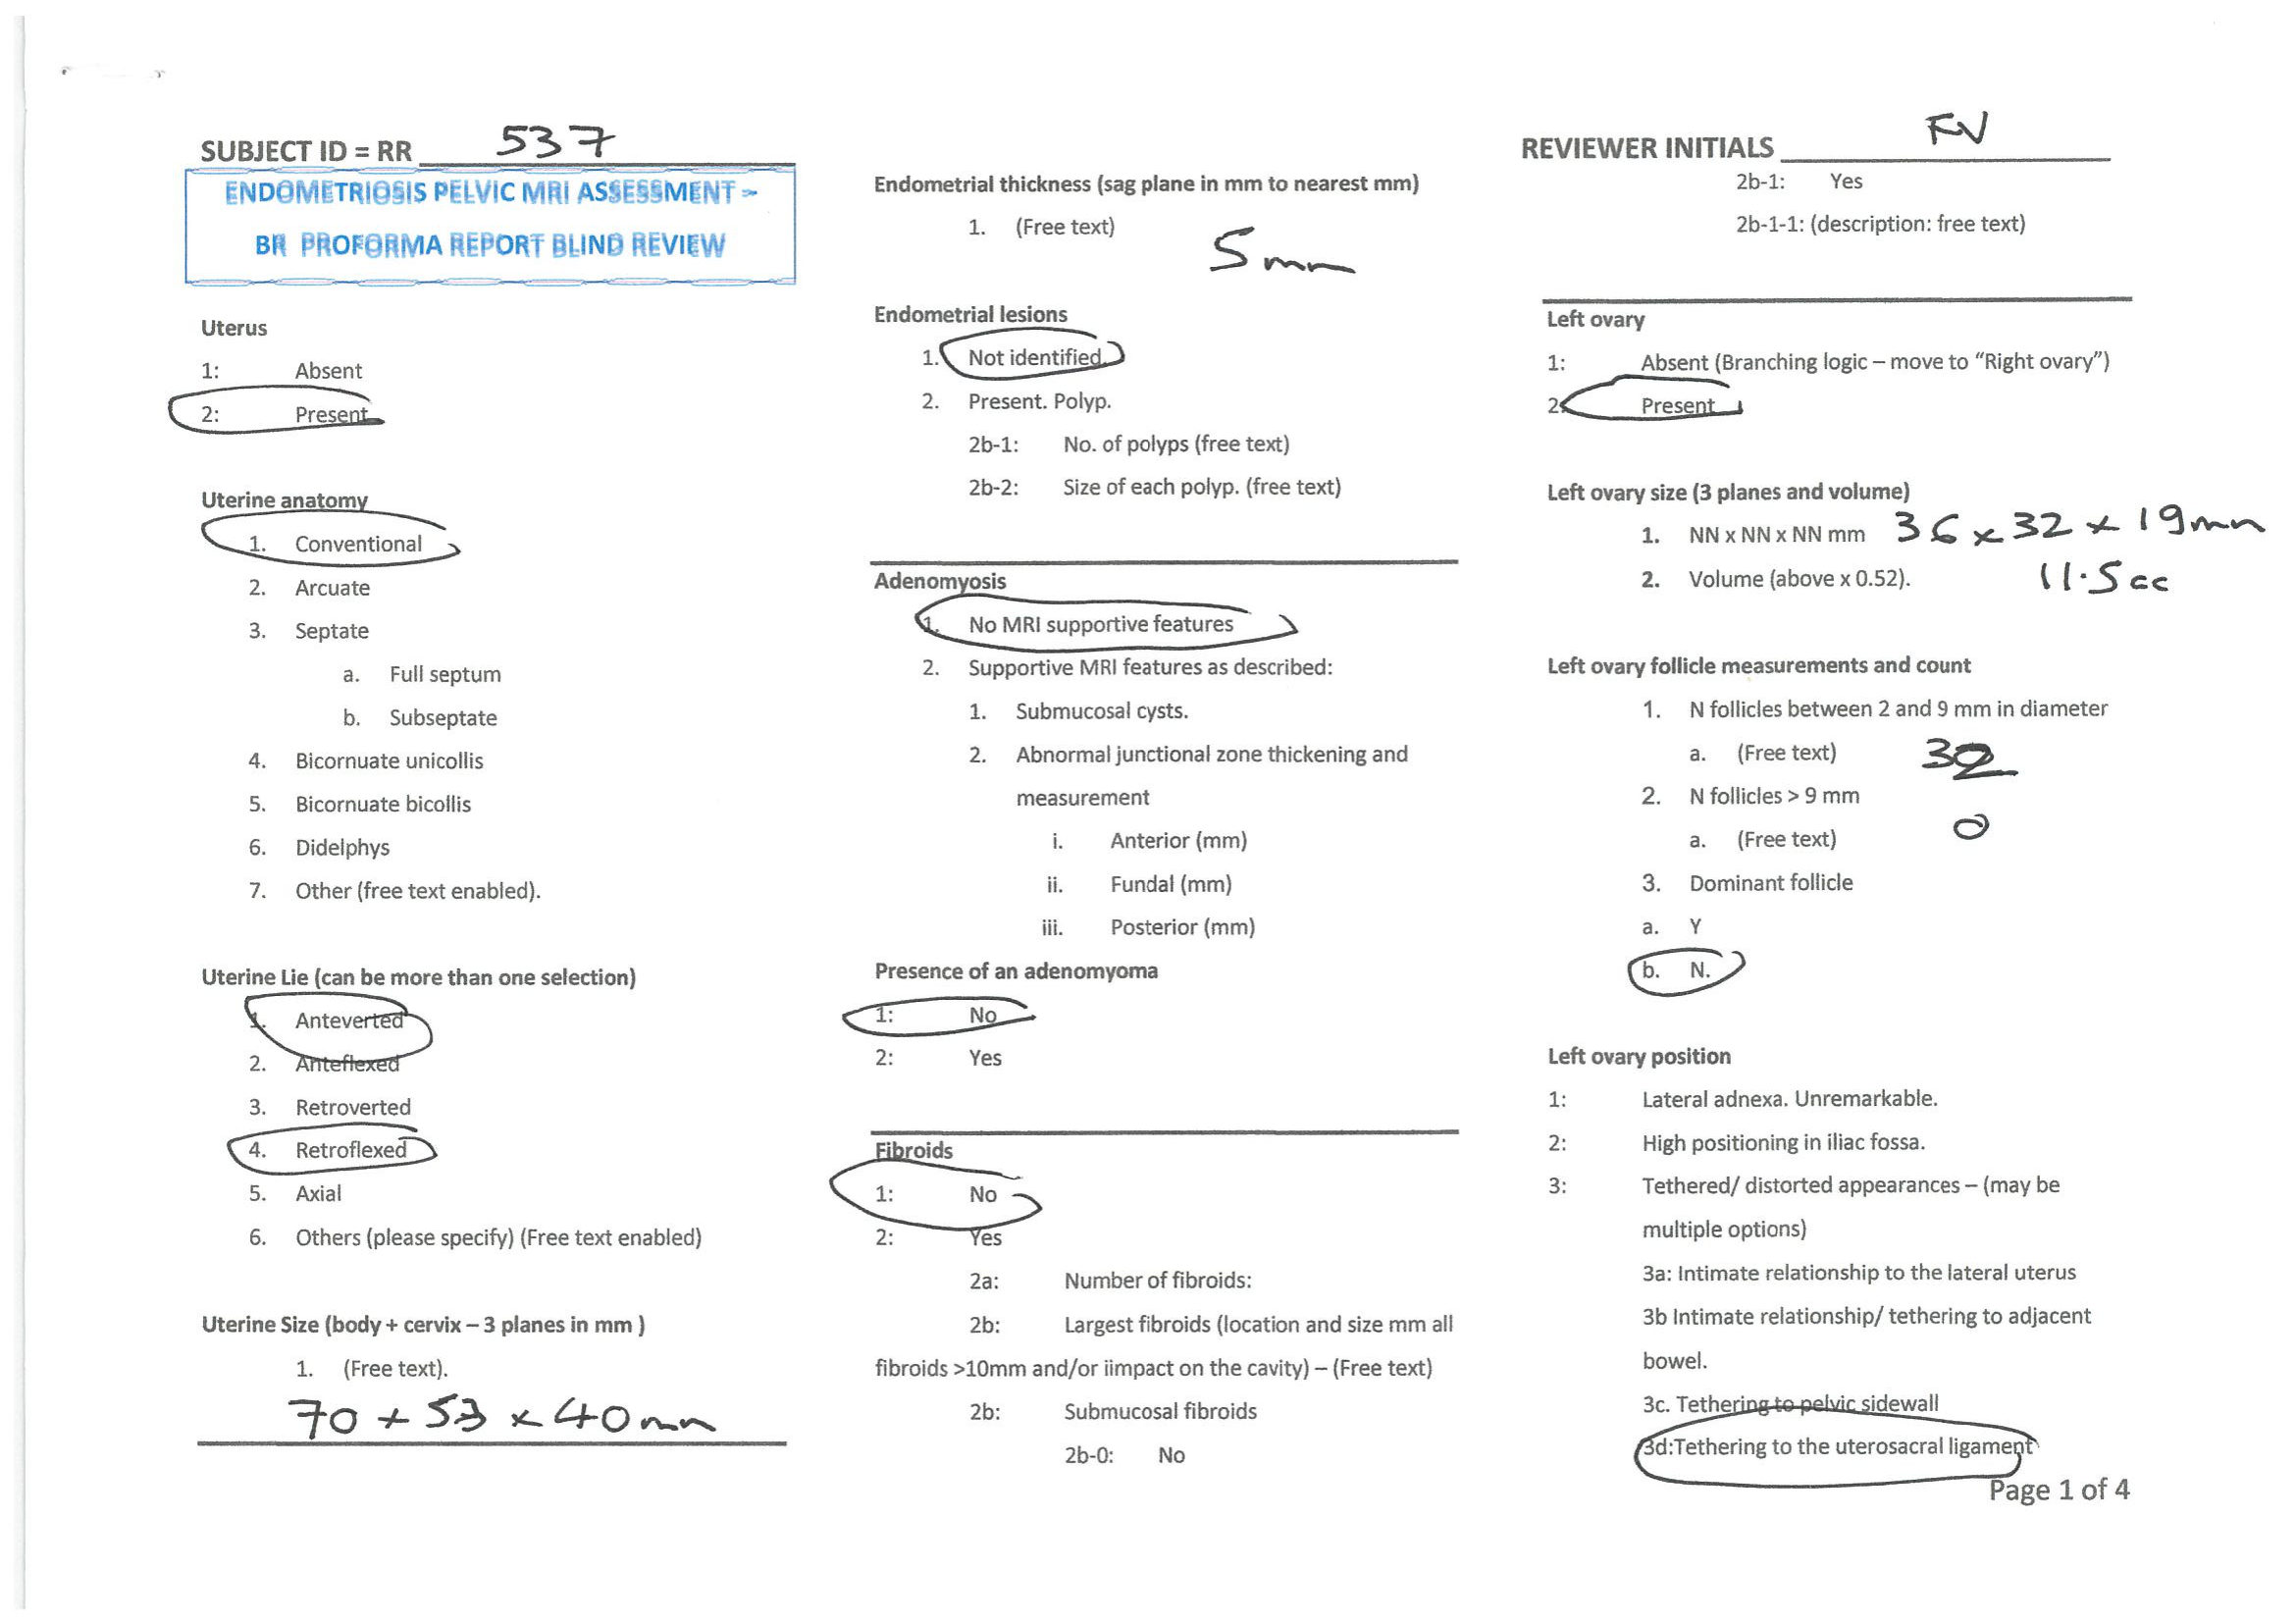 SUBJECT ID = RR 537
ENDOMETRIOSIS PELVIC MRI ASSESSMENT -
BR PROFORMA REPORT BLIND REVIEW
Uterus
1: Absent
2: Present
Uterine anatomy
1. Conventional
2. Arcuate
3. Septate
a. Full septum
b. Subseptate
4. Bicornuate unicollis
5. Bicornuate bicollis
6. Didelphys
7. Other (free text enabled).
Uterine Lie (can be more than one selection)
1. Anteverted
2. Anteflexed
3. Retroverted
4. Retroflexed
5. Axial
6. Others (please specify) (Free text enabled)
Uterine Size (body + cervix – 3 planes in mm )
1. (Free text).
70 x 53 x 40mm
Endometrial thickness (sag plane in mm to nearest mm)
1. (Free text)
5mm
Endometrial lesions
1. Not identified.
2. Present. Polyp.
2b-1: No. of polyps (free text)
2b-2: Size of each polyp. (free text)
Adenomyosis
1. No MRI supportive features
2. Supportive MRI features as described:
1. Submucosal cysts.
2. Abnormal junctional zone thickening and
measurement
i. Anterior (mm)
ii. Fundal (mm)
iii. Posterior (mm)
Presence of an adenomyoma
1: No
2: Yes
Fibroids
1: No
2: Yes
2a: Number of fibroids:
2b: Largest fibroids (location and size mm all
fibroids >10mm and/or iimpact on the cavity) – (Free text)
2b: Submucosal fibroids
2b-0: No
REVIEWER INITIALS FV
2b-1: Yes
2b-1-1: (description: free text)
Left ovary
1: Absent (Branching logic – move to “Right ovary”)
2: Present
Left ovary size (3 planes and volume)
1. NN x NN x NN mm 36 x 32 x 19mm
2. Volume (above x 0.52). 11.5cc
Left ovary follicle measurements and count
1. N follicles between 2 and 9 mm in diameter
a. (Free text)
2. N follicles > 9 mm
a. (Free text) 0
3. Dominant follicle
a. Y
b. N.
Left ovary position
1: Lateral adnexa. Unremarkable.
2: High positioning in iliac fossa.
3: Tethered/ distorted appearances – (may be
multiple options)
3a: Intimate relationship to the lateral uterus
3b Intimate relationship/ tethering to adjacent
bowel.
3c. Tethering to pelvic sidewall
3d:Tethering to the uterosacral ligament
Page 1 of 4